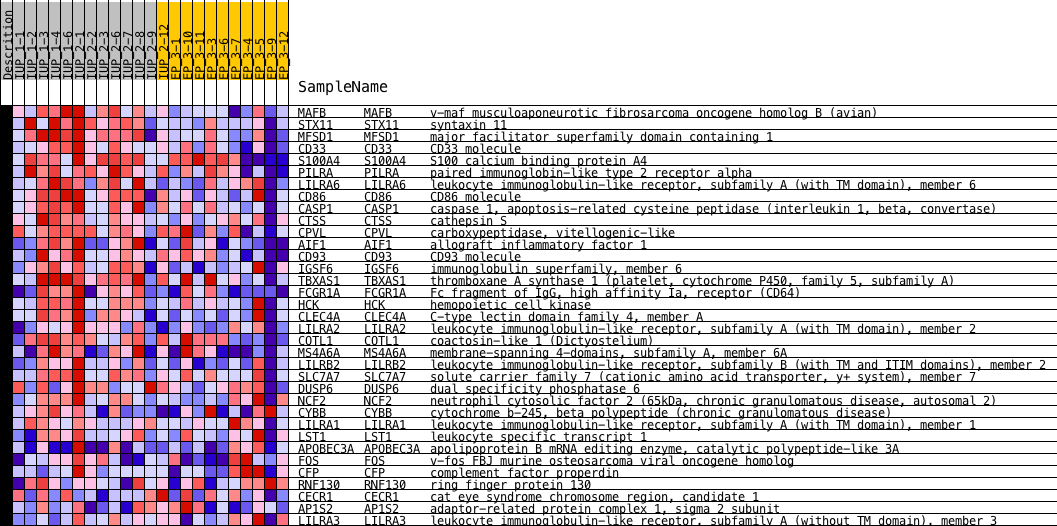 Descrition
IUP_1-1
IUP_1-2
IUP_1-3
IUP_1-4
IUP_1-6
IUP_2-1
IUP_2-2
IUP_2-3
IUP_2-6
IUP_2-7
IUP_2-8
IUP_2-9
IUP_2-12
EP_3-1
EP_3-10
EP_3-11
EP_3-3
EP_3-6
EP_3-7
EP_3-4
EP_3-5
EP_3-9
EP_3-12
SampleName
MAFB MAFB v-maf musculoaponeurotic fibrosarcoma oncogene homolog B (avian)
STX11 STX11 syntaxin 11
MFSD1 MFSD1 major facilitator superfamily domain containing 1
CD33 CD33 CD33 molecule
S100A4 S100A4 S100 calcium binding protein A4
PILRA PILRA paired immunoglobin-like type 2 receptor alpha
LILRA6 LILRA6 leukocyte immunoglobulin-like receptor, subfamily A (with TM domain), member 6
CD86 CD86 CD86 molecule
CASP1 CASP1 caspase 1, apoptosis-related cysteine peptidase (interleukin 1, beta, convertase)
CTSS CTSS cathepsin S
CPVL CPVL carboxypeptidase, vitellogenic-like
AIF1 AIF1 allograft inflammatory factor 1
CD93 CD93 CD93 molecule
IGSF6 IGSF6 immunoglobulin superfamily, member 6
TBXAS1 TBXAS1 thromboxane A synthase 1 (platelet, cytochrome P450, family 5, subfamily A)
FCGR1A FCGR1A Fc fragment of IgG, high affinity Ia, receptor (CD64)
HCK HCK hemopoietic cell kinase
CLEC4A CLEC4A C-type lectin domain family 4, member A
LILRA2 LILRA2 leukocyte immunoglobulin-like receptor, subfamily A (with TM domain), member 2
COTL1 COTL1 coactosin-like 1 (Dictyostelium)
MS4A6A MS4A6A membrane-spanning 4-domains, subfamily A, member 6A
LILRB2 LILRB2 leukocyte immunoglobulin-like receptor, subfamily B (with TM and ITIM domains), member 2
SLC7A7 SLC7A7 solute carrier family 7 (cationic amino acid transporter, y+ system), member 7
DUSP6 DUSP6 dual specificity phosphatase 6
NCF2 NCF2 neutrophil cytosolic factor 2 (65kDa, chronic granulomatous disease, autosomal 2)
CYBB CYBB cytochrome b-245, beta polypeptide (chronic granulomatous disease)
LILRA1 LILRA1 leukocyte immunoglobulin-like receptor, subfamily A (with TM domain), member 1
LST1 LST1 leukocyte specific transcript 1
APOBEC3A APOBEC3A apolipoprotein B mRNA editing enzyme, catalytic polypeptide-like 3A
FOS FOS v-fos FBJ murine osteosarcoma viral oncogene homolog
CFP CFP complement factor properdin
RNF130 RNF130 ring finger protein 130
CECR1 CECR1 cat eye syndrome chromosome region, candidate 1
AP1S2 AP1S2 adaptor-related protein complex 1, sigma 2 subunit
LILRA3 LILRA3 leukocyte immunoglobulin-like receptor, subfamily A (without TM domain), member 3